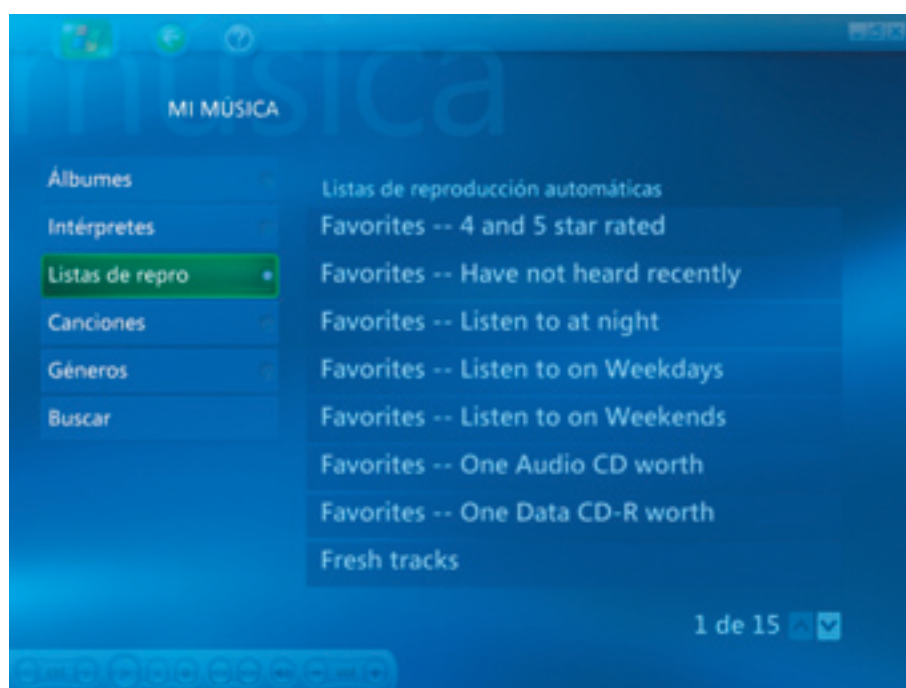 música
MI MÚSICA
Álbumes
Intérpretes
Listas de repro
Canciones
Géneros
Buscar
Listas de reproducción automáticas
Favorites -- 4 and 5 star rated
Favorites -- Have not heard recently
Favorites -- Listen to at night
Favorites -- Listen to on Weekdays
Favorites -- Listen to on Weekends
Favorites -- One Audio CD worth
Favorites -- One Data CD-R worth
Fresh tracks
1 de 15